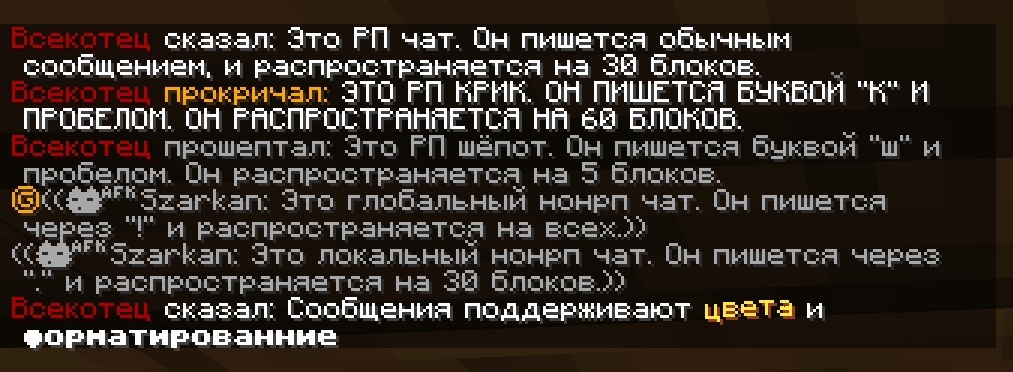 Всекотец сказал: Это РП чат. Он пишется обычным
сообщением, и распространяется на 30 блоков.
Всекотец прокричал: ЭТО РП КРИК. ОН ПИШЕТСЯ БУКВОЙ "К" И
ПРОБЕЛОМ. ОН РАСПРОСТРАНЯЕТСЯ НА 60 БЛОКОВ.
Всекотец прошептал: Это РП шёпот. Он пишется буквой "ш" и
пробелом. Он распространяется на 5 блоков.
G((AFK Szarkan: Это глобальный нонрп чат. Он пишется
через "!" и распространяется на всех.))
((AFK Szarkan: Это локальный нонрп чат. Он пишется через
"." и распространяется на 30 блоков.))
Всекотец сказал: Сообщения поддерживают цвета и
форматированние